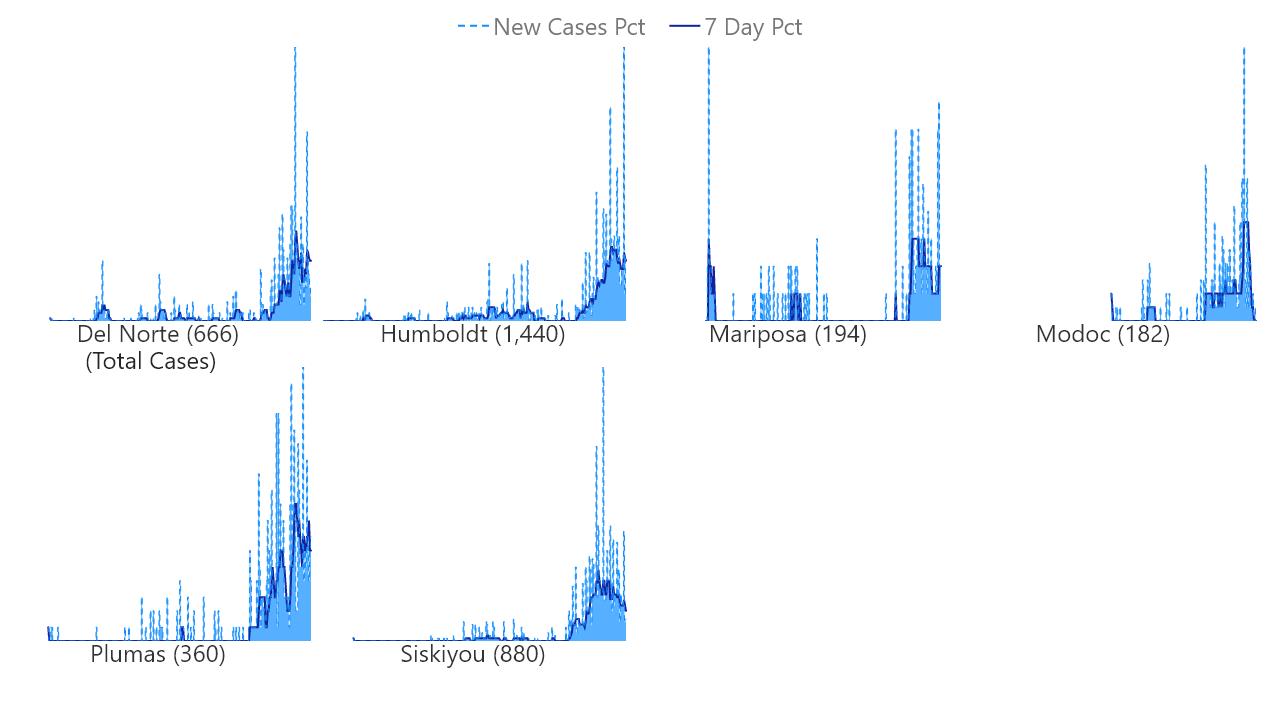 New Cases Pct 7 Day Pct
Del Norte (666) Humboldt (1,440) Mariposa (194) Modoc (182)
(Total Cases)
Plumas (360) Siskiyou (880)